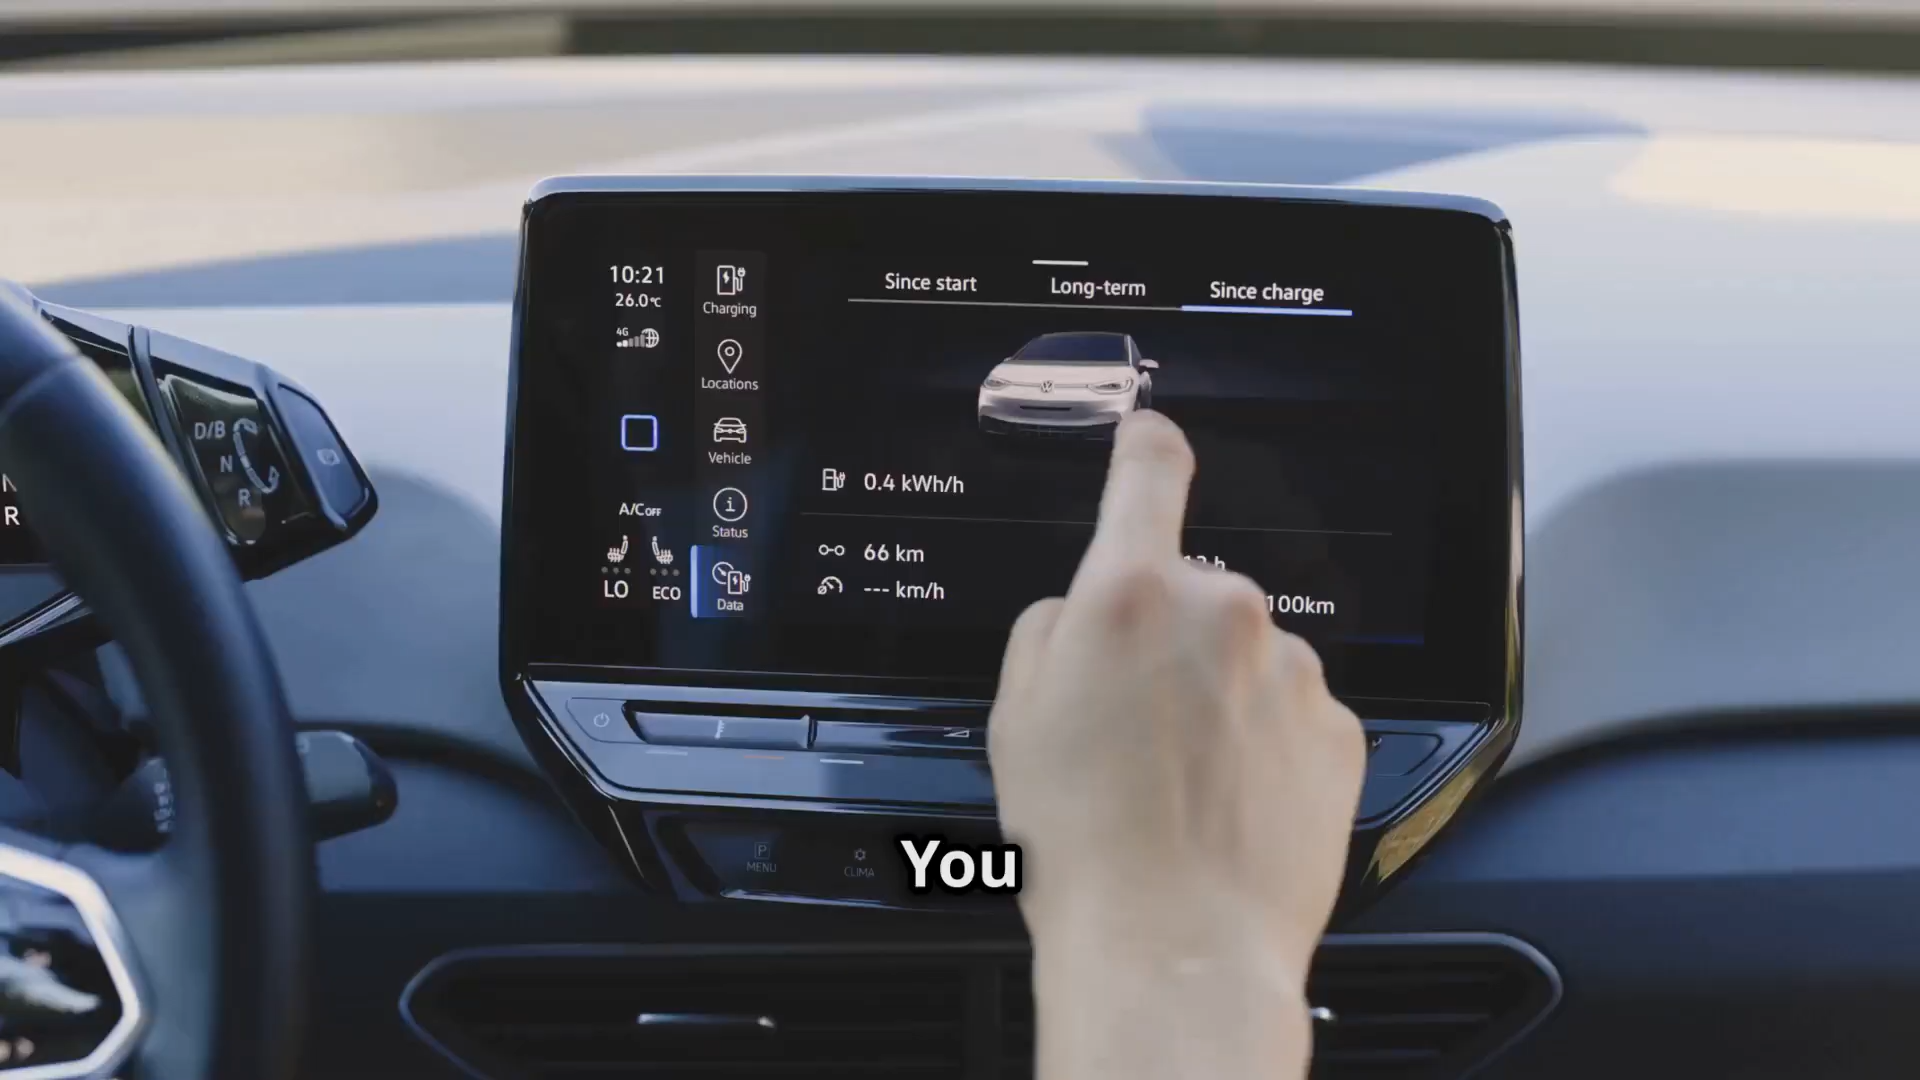 10:21
26.0°C
4G
Charging
Locations
Vehicle
Status
Data
A/C OFF
LO
ECO
Since start
Long-term
Since charge
0.4 kWh/h
66 km
--- km/h
100km
D/B
N
R
N
R
P
MENU
CLIMA
You